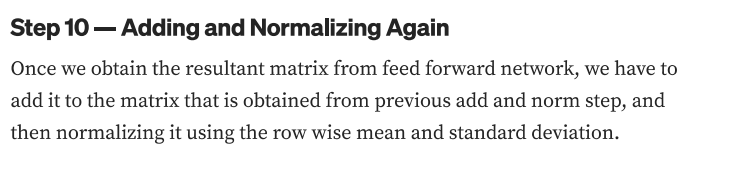 Step 10 — Adding and Normalizing Again
Once we obtain the resultant matrix from feed forward network, we have to
add it to the matrix that is obtained from previous add and norm step, and
then normalizing it using the row wise mean and standard deviation.